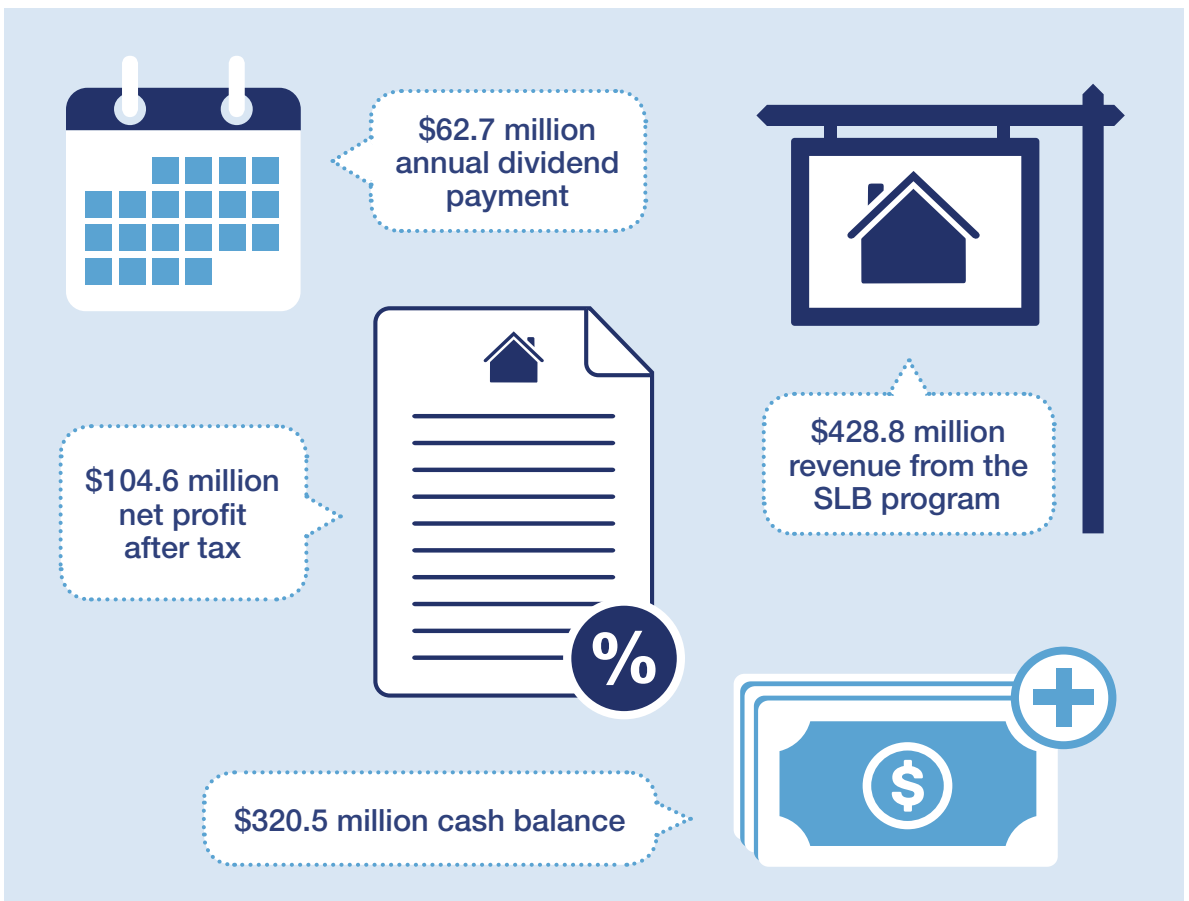 $62.7 million
annual dividend
payment
$428.8 million
revenue from the
SLB program
$104.6 million
net profit
after tax
%
$320.5 million cash balance
$